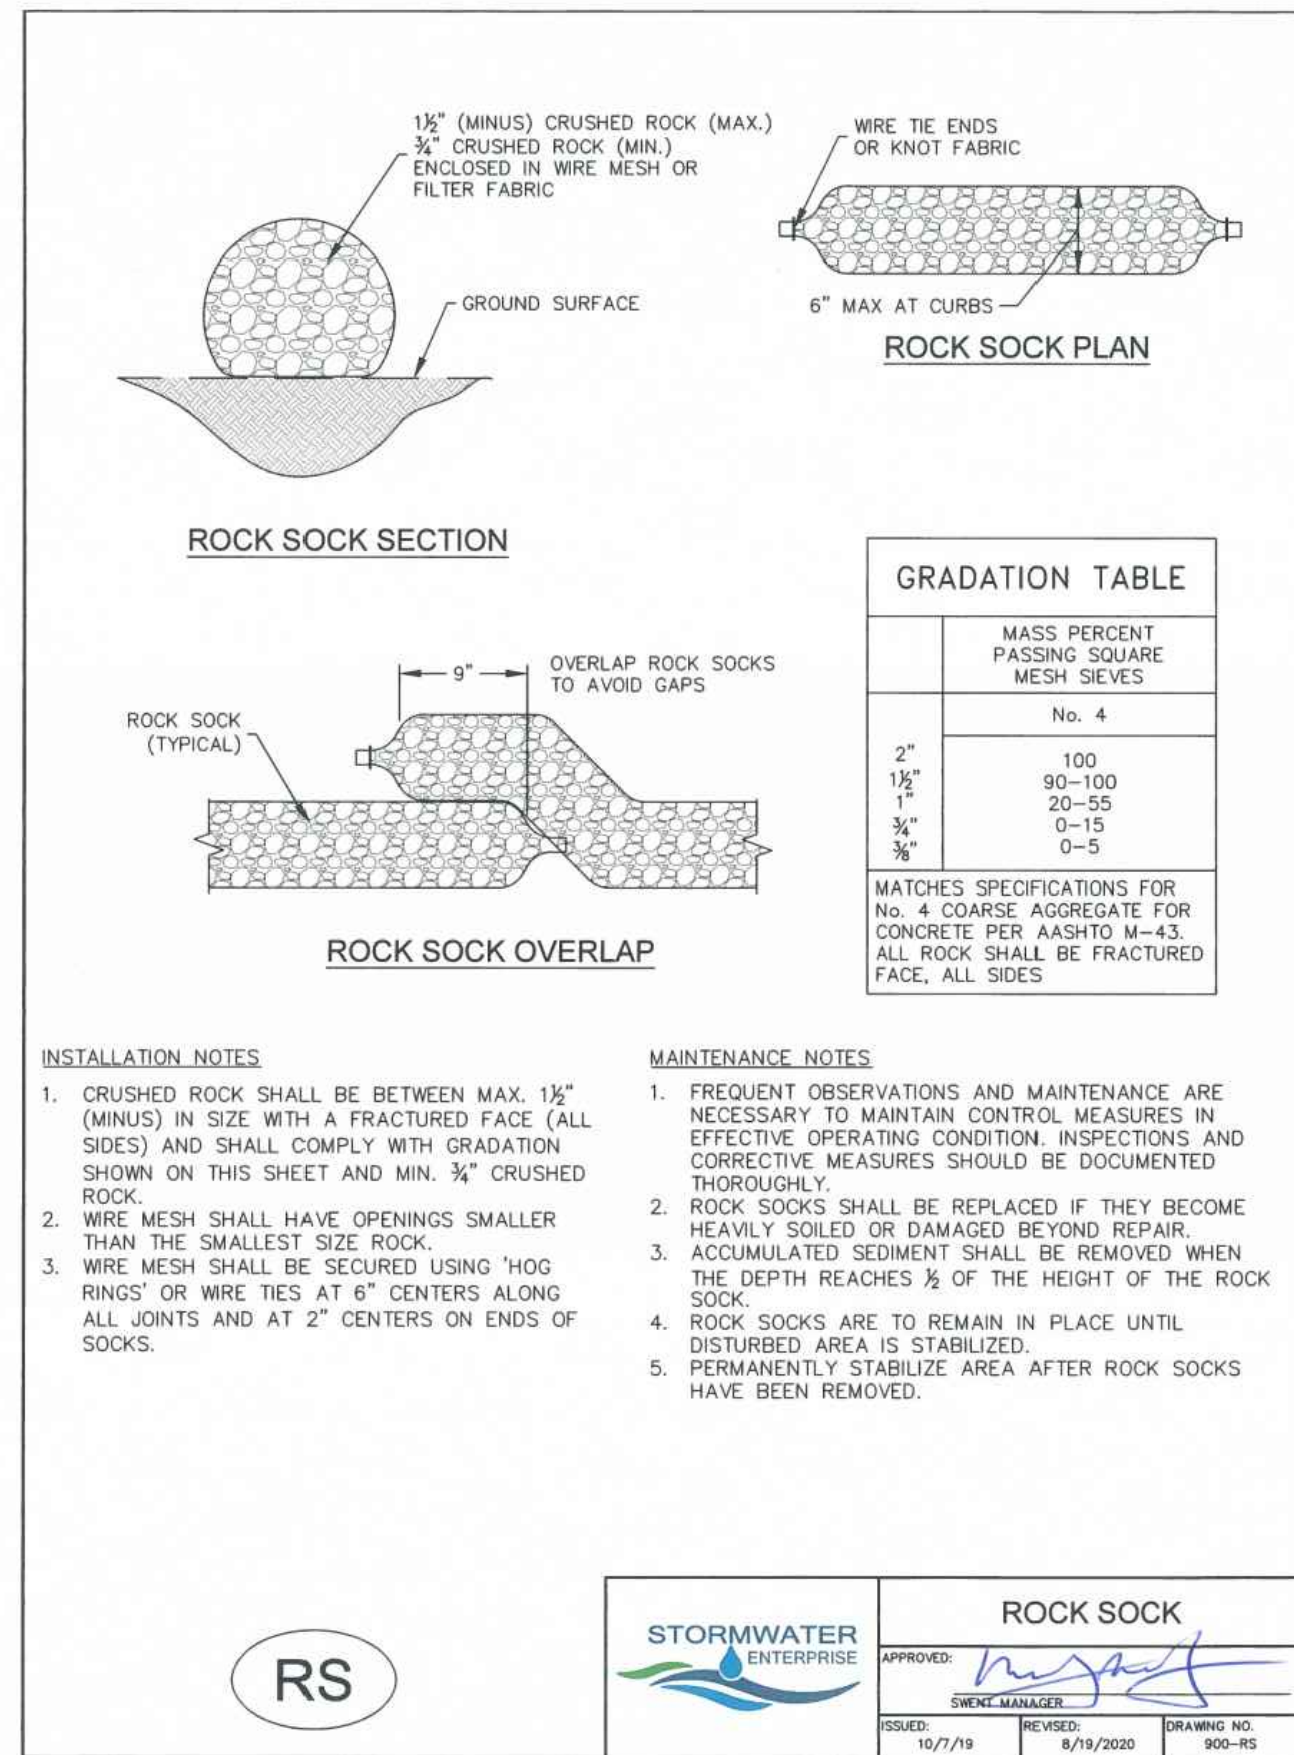 1½" (MINUS) CRUSHED ROCK (MAX.)
¾" CRUSHED ROCK (MIN.)
ENCLOSED IN WIRE MESH OR
FILTER FABRIC
GROUND SURFACE
ROCK SOCK SECTION
WIRE TIE ENDS
OR KNOT FABRIC
6" MAX AT CURBS
ROCK SOCK PLAN
9"
OVERLAP ROCK SOCKS
TO AVOID GAPS
ROCK SOCK
(TYPICAL)
ROCK SOCK OVERLAP
GRADATION TABLE
MASS PERCENT
PASSING SQUARE
MESH SIEVES
No. 4
2" 100
1½" 90-100
1" 20-55
¾" 0-15
⅜" 0-5
MATCHES SPECIFICATIONS FOR
No. 4 COARSE AGGREGATE FOR
CONCRETE PER AASHTO M-43.
ALL ROCK SHALL BE FRACTURED
FACE, ALL SIDES
INSTALLATION NOTES
1. CRUSHED ROCK SHALL BE BETWEEN MAX. 1½"
(MINUS) IN SIZE WITH A FRACTURED FACE (ALL
SIDES) AND SHALL COMPLY WITH GRADATION
SHOWN ON THIS SHEET AND MIN. ¾" CRUSHED
ROCK.
2. WIRE MESH SHALL HAVE OPENINGS SMALLER
THAN THE SMALLEST SIZE ROCK.
3. WIRE MESH SHALL BE SECURED USING 'HOG
RINGS' OR WIRE TIES AT 6" CENTERS ALONG
ALL JOINTS AND AT 2" CENTERS ON ENDS OF
SOCKS.
MAINTENANCE NOTES
1. FREQUENT OBSERVATIONS AND MAINTENANCE ARE
NECESSARY TO MAINTAIN CONTROL MEASURES IN
EFFECTIVE OPERATING CONDITION. INSPECTIONS AND
CORRECTIVE MEASURES SHOULD BE DOCUMENTED
THOROUGHLY.
2. ROCK SOCKS SHALL BE REPLACED IF THEY BECOME
HEAVILY SOILED OR DAMAGED BEYOND REPAIR.
3. ACCUMULATED SEDIMENT SHALL BE REMOVED WHEN
THE DEPTH REACHES ½ OF THE HEIGHT OF THE ROCK
SOCK.
4. ROCK SOCKS ARE TO REMAIN IN PLACE UNTIL
DISTURBED AREA IS STABILIZED.
5. PERMANENTLY STABILIZE AREA AFTER ROCK SOCKS
HAVE BEEN REMOVED.
RS
STORMWATER
ENTERPRISE
ROCK SOCK
APPROVED:
SWENT MANAGER
ISSUED:
10/7/19
REVISED:
8/19/2020
DRAWING NO.
900-RS